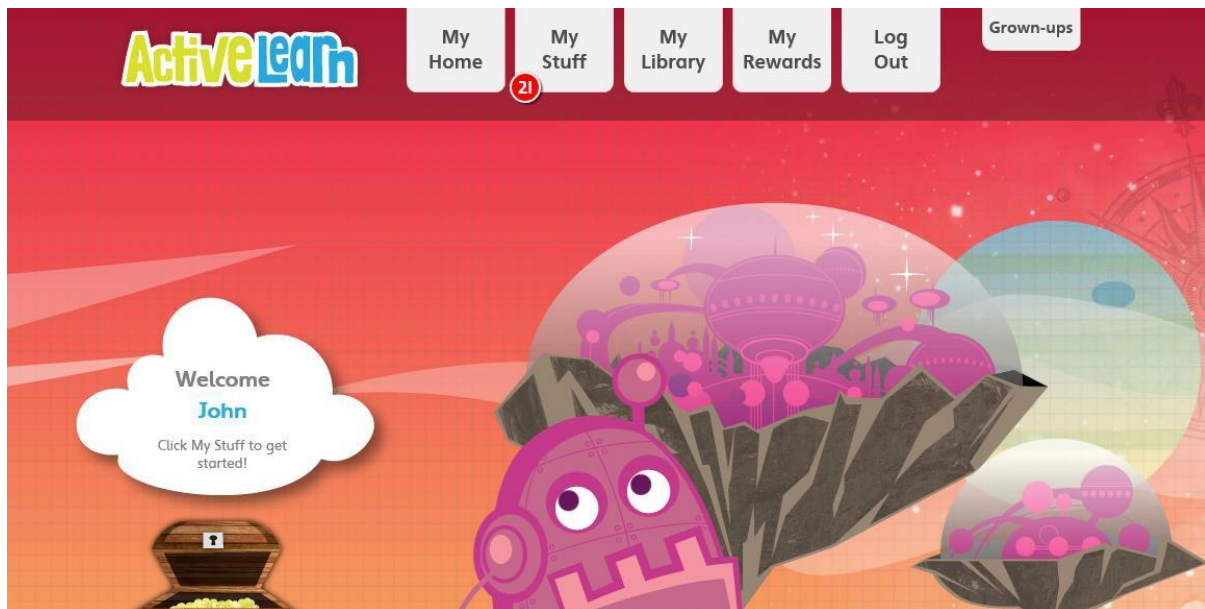 ActiveLearn
My
Home
My
Stuff
21
My
Library
My
Rewards
Log
Out
Grown-ups
Welcome
John
Click My Stuff to get
started!